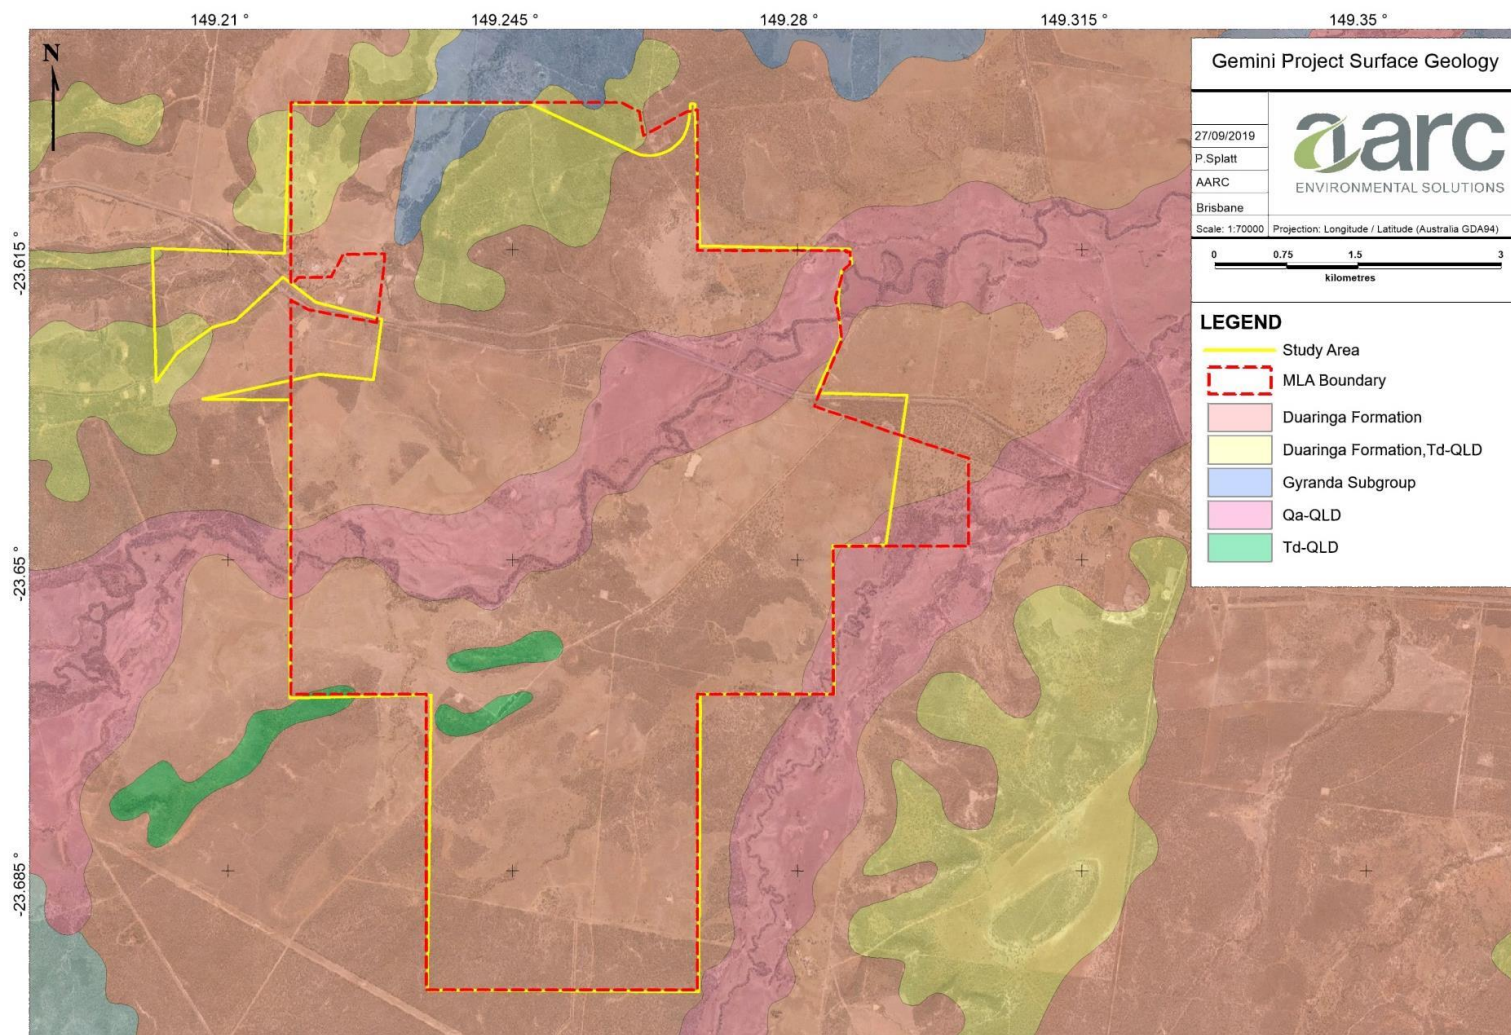 149.21 °
149.245 °
149.28 °
149.315 °
149.35 °
N
-23.615 °
-23.65 °
-23.685 °
Gemini Project Surface Geology
27/09/2019
P.Splatt
AARC
Brisbane
aarc
ENVIRONMENTAL SOLUTIONS
Scale: 1:70000
Projection: Longitude / Latitude (Australia GDA94)
0 0.75 1.5 3
kilometres
LEGEND
Study Area
MLA Boundary
Duaringa Formation
Duaringa Formation,Td-QLD
Gyranda Subgroup
Qa-QLD
Td-QLD